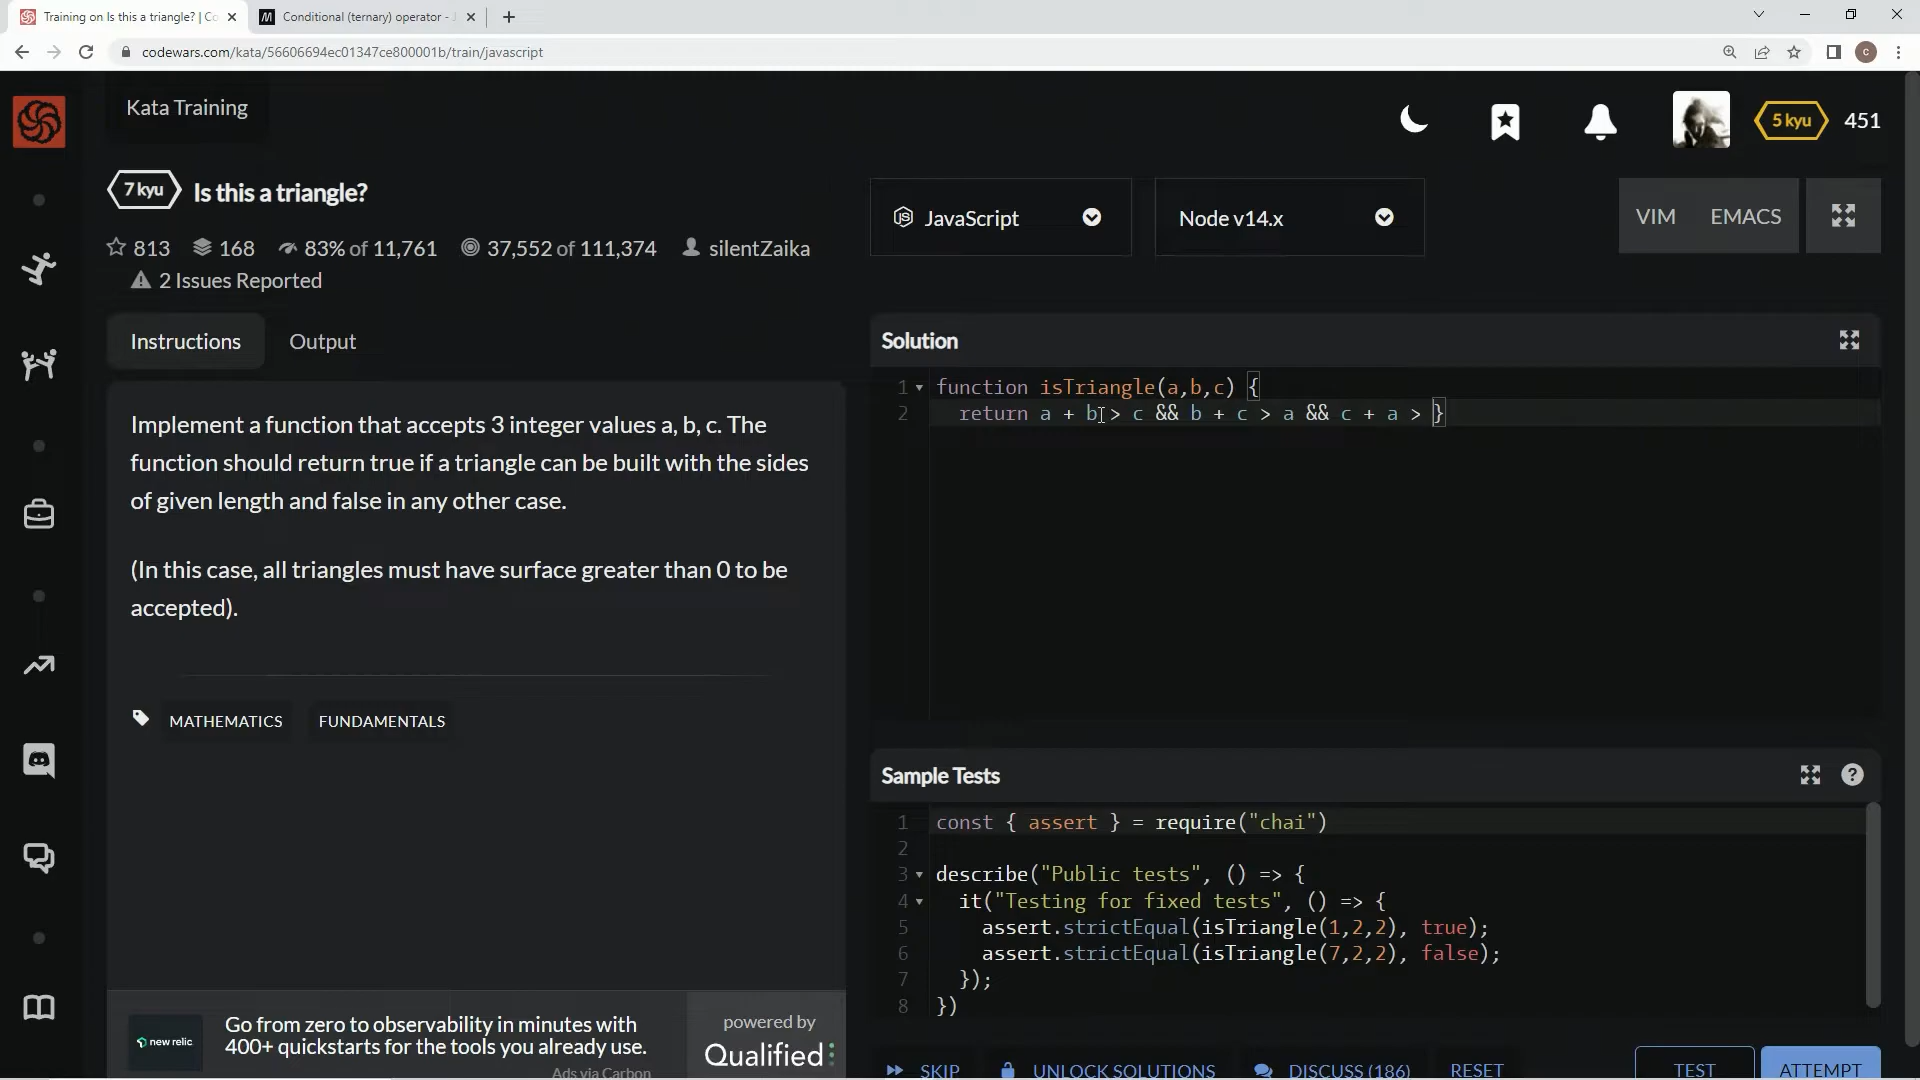 Training on Is this a triangle? | Co
Conditional (ternary) operator - J
codewars.com/kata/56606694ec01347ce800001b/train/javascript
C
Kata Training
5 kyu
451
7 kyu
Is this a triangle?
JavaScript
Node v14.x
VIM
EMACS
813
168
83% of 11,761
37,552 of 111,374
silentZaika
2 Issues Reported
Instructions
Output
Solution
1 function isTriangle(a,b,c) {
2 return a + b > c && b + c > a && c + a > }
Implement a function that accepts 3 integer values a, b, c. The
function should return true if a triangle can be built with the sides
of given length and false in any other case.
(In this case, all triangles must have surface greater than 0 to be
accepted).
MATHEMATICS
FUNDAMENTALS
Sample Tests
1 const { assert } = require("chai")
2
3 describe("Public tests", () => {
4 it("Testing for fixed tests", () => {
5 assert.strictEqual(isTriangle(1,2,2), true);
6 assert.strictEqual(isTriangle(7,2,2), false);
7 });
8 })
new relic
Go from zero to observability in minutes with
400+ quickstarts for the tools you already use.
Ads via Carbon
powered by
Qualified
SKIP
UNLOCK SOLUTIONS
DISCUSS (186)
RESET
TEST
ATTEMPT